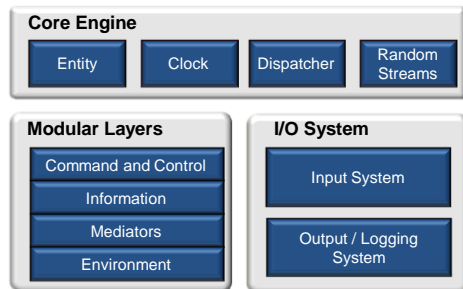 Core Engine
Entity
Clock
Dispatcher
Random
Streams
Modular Layers
Command and Control
Information
Mediators
Environment
I/O System
Input System
Output / Logging
System